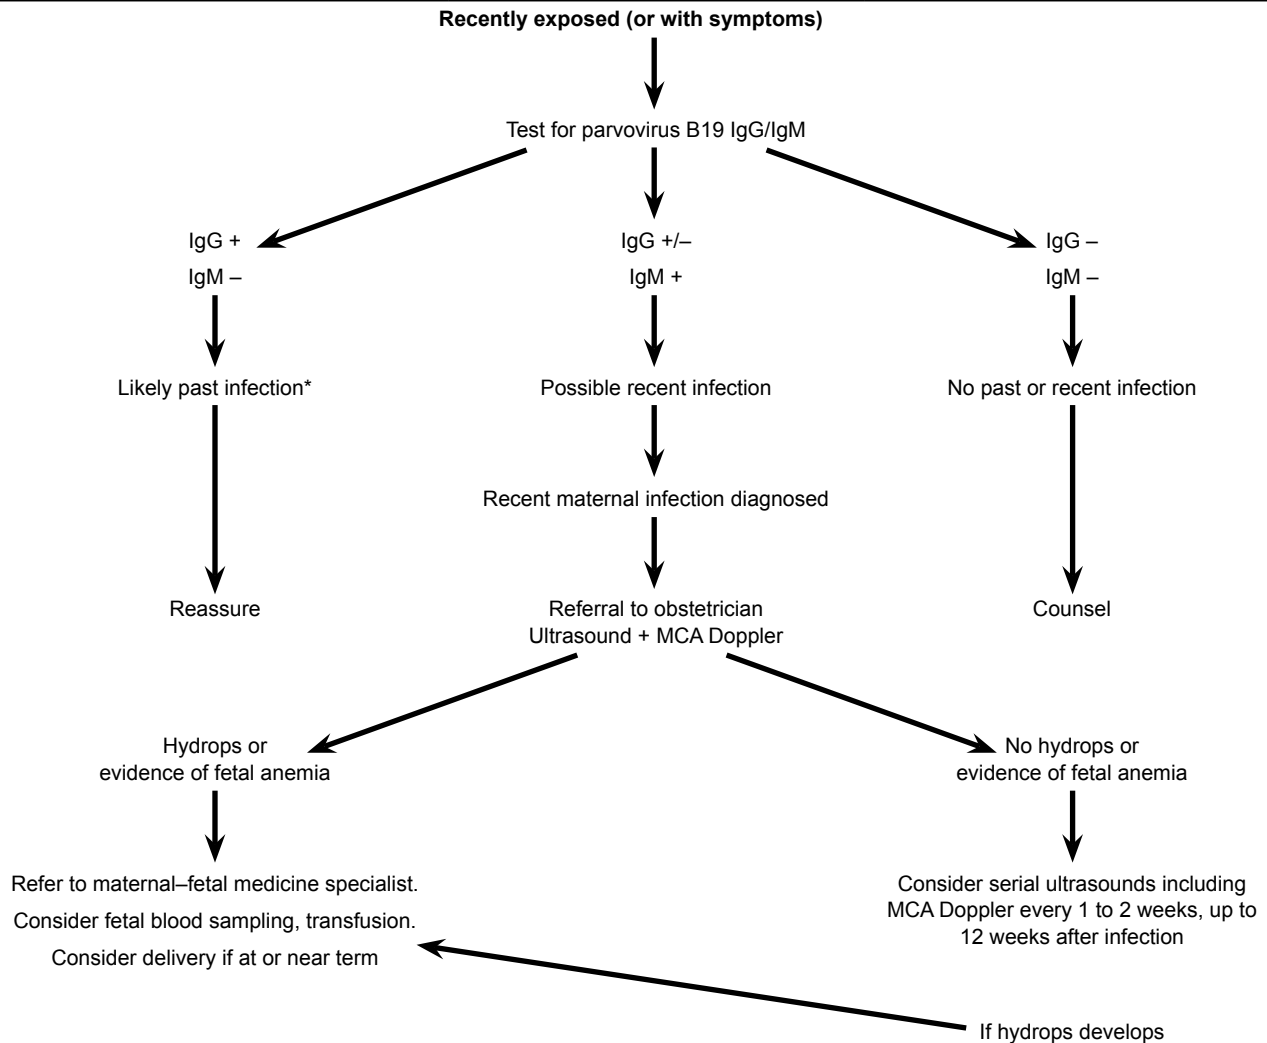 Recently exposed (or with symptoms)
Test for parvovirus B19 IgG/IgM
IgG +
IgM –
IgG +/–
IgM +
IgG –
IgM –
Likely past infection*
Possible recent infection
No past or recent infection
Recent maternal infection diagnosed
Reassure
Referral to obstetrician
Ultrasound + MCA Doppler
Counsel
Hydrops or
evidence of fetal anemia
No hydrops or
evidence of fetal anemia
Refer to maternal–fetal medicine specialist.
Consider fetal blood sampling, transfusion.
Consider delivery if at or near term
Consider serial ultrasounds including
MCA Doppler every 1 to 2 weeks, up to
12 weeks after infection
If hydrops develops